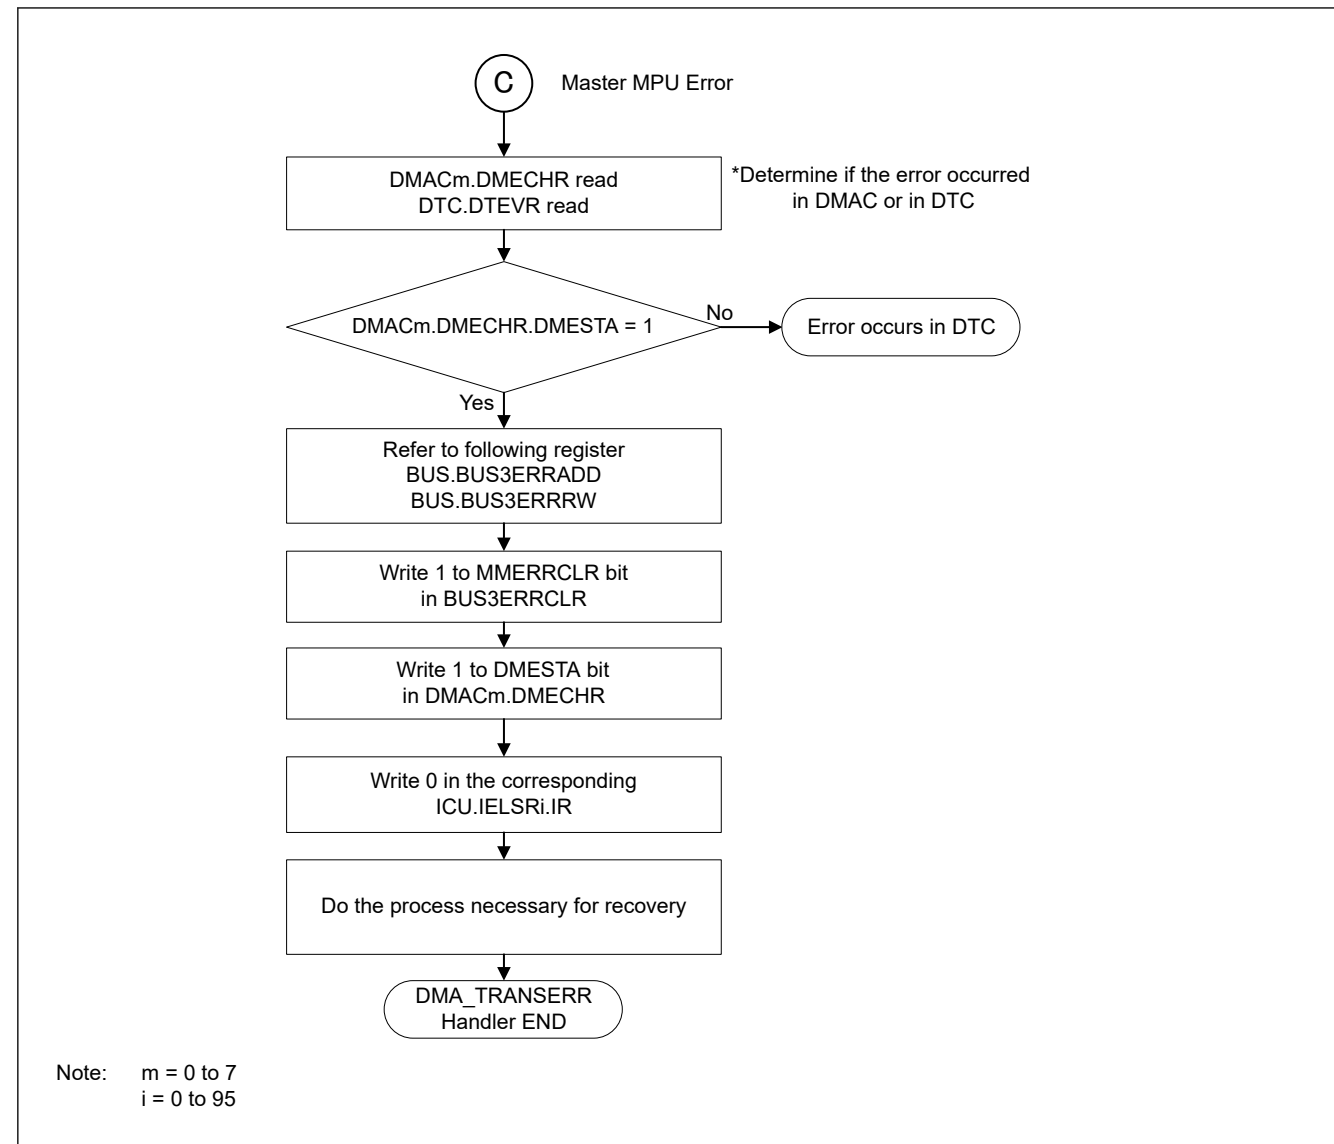 C
Master MPU Error
DMACm.DMECHR read
DTC.DTEVR read
*Determine if the error occurred
in DMAC or in DTC
DMACm.DMECHR.DMESTA = 1
No
Error occurs in DTC
Yes
Refer to following register
BUS.BUS3ERRADD
BUS.BUS3ERRRW
Write 1 to MMERRCLR bit
in BUS3ERRCLR
Write 1 to DMESTA bit
in DMACm.DMECHR
Write 0 in the corresponding
ICU.IELSRi.IR
Do the process necessary for recovery
DMA_TRANSERR
Handler END
Note: m = 0 to 7
i = 0 to 95